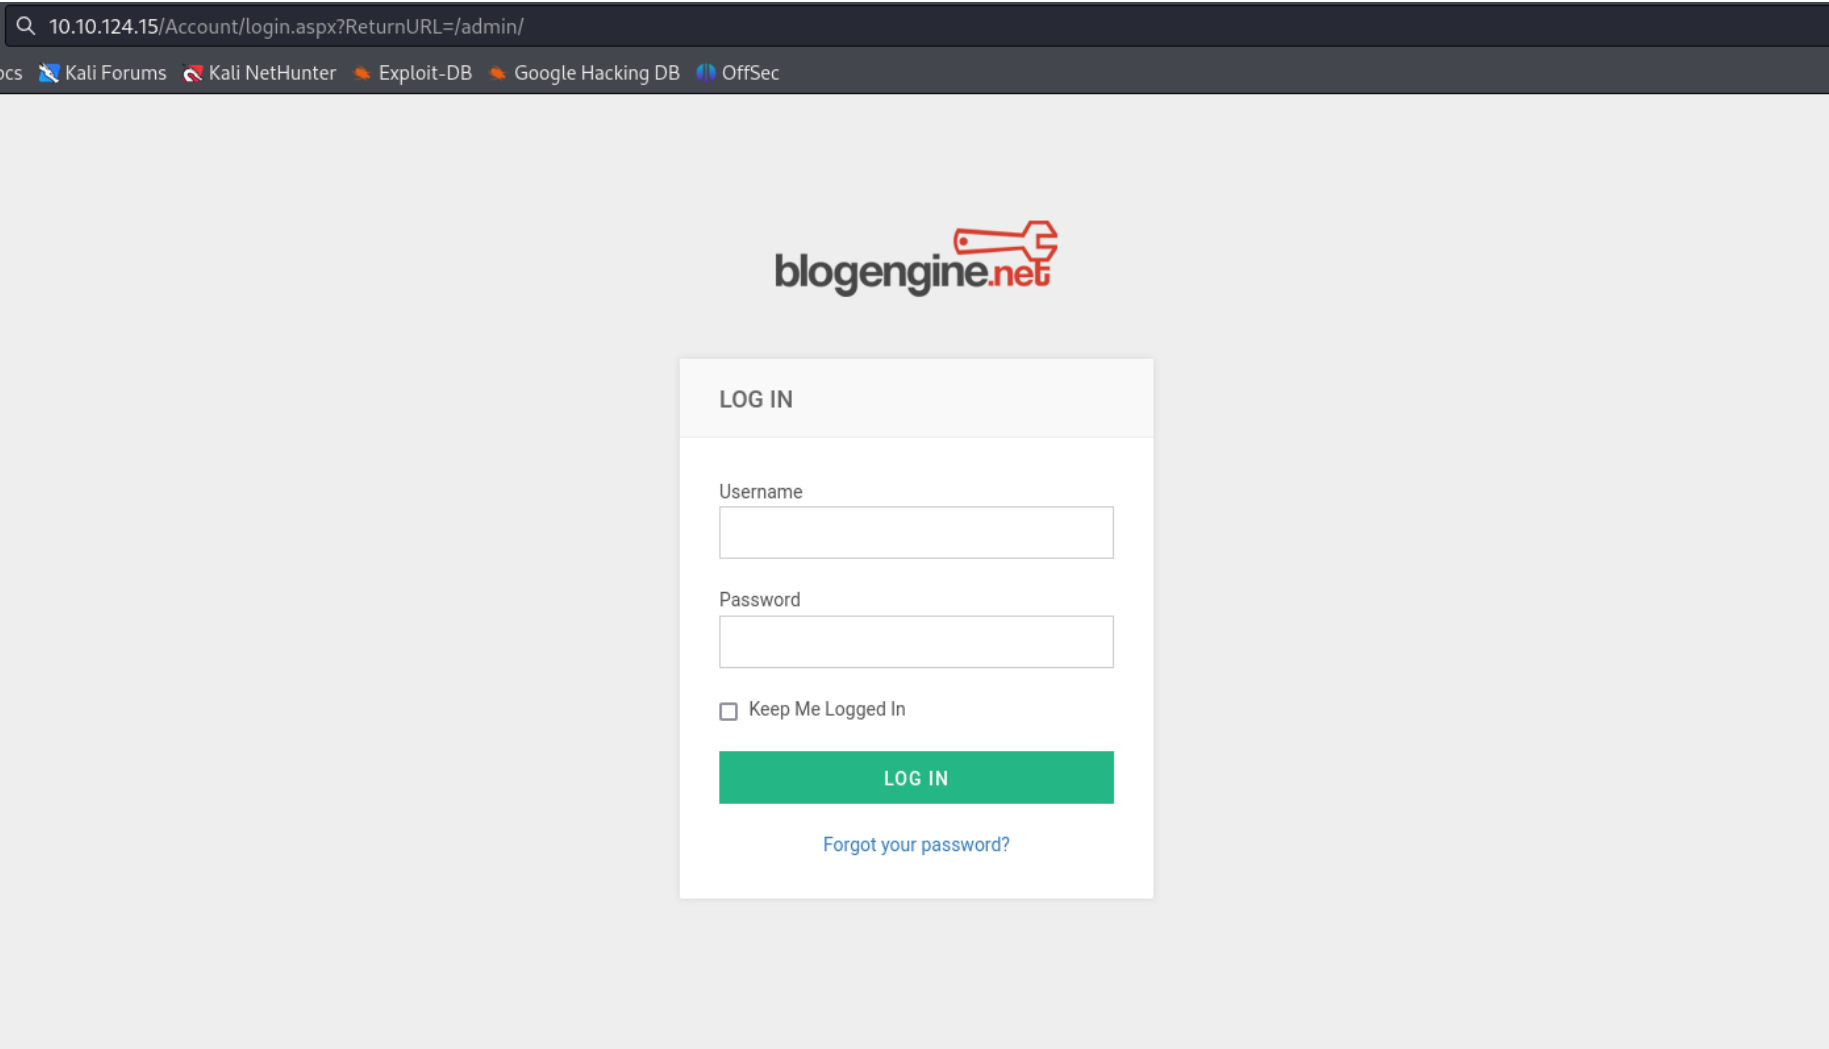 10.10.124.15/Account/login.aspx?ReturnURL=/admin/
Kali Forums Kali NetHunter Exploit-DB Google Hacking DB OffSec
blogengine.net
LOG IN
Username
Password
Keep Me Logged In
LOG IN
Forgot your password?